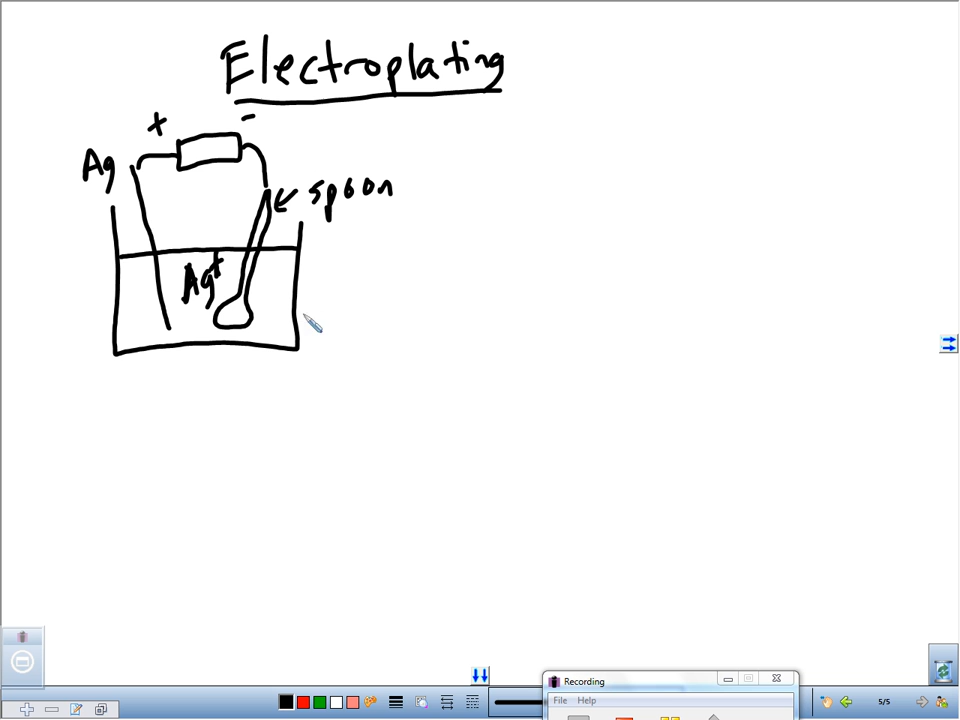 Electroplating
+ -
Ag
spoon
Ag+
Recording
File Help
5/5